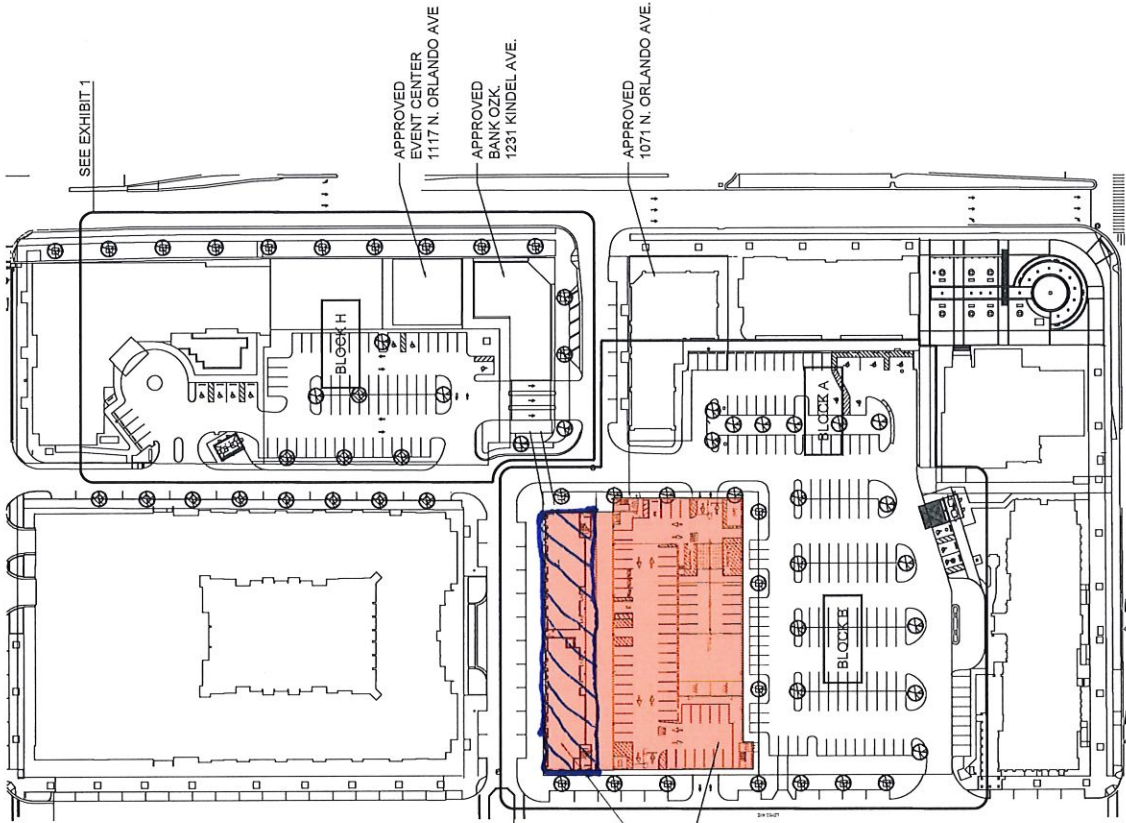 SEE EXHIBIT 1
APPROVED
EVENT CENTER
1117 N. ORLANDO AVE
APPROVED
BANK OZK.
1231 KINDEL AVE.
APPROVED
1071 N. ORLANDO AVE.
BLOCK H
BLOCK A
BLOCK B